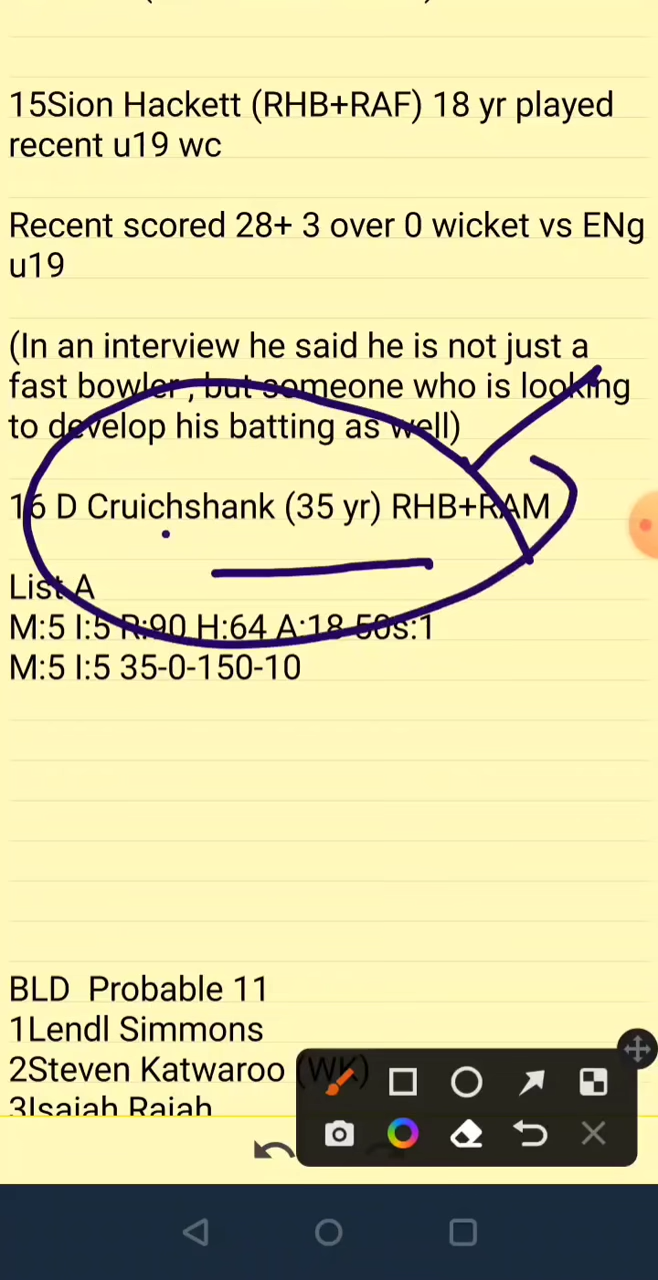 15Sion Hackett (RHB+RAF) 18 yr played
recent u19 wc
Recent scored 28+ 3 over 0 wicket vs ENg
u19
(In an interview he said he is not just a
fast bowler , but someone who is looking
to develop his batting as well)
16 D Cruichshank (35 yr) RHB+RAM
List A
M:5 I:5 R:90 H:64 A:18 50s:1
M:5 I:5 35-0-150-10
BLD Probable 11
1Lendl Simmons
2Steven Katwaroo (WK)
3Isaiah Rajah